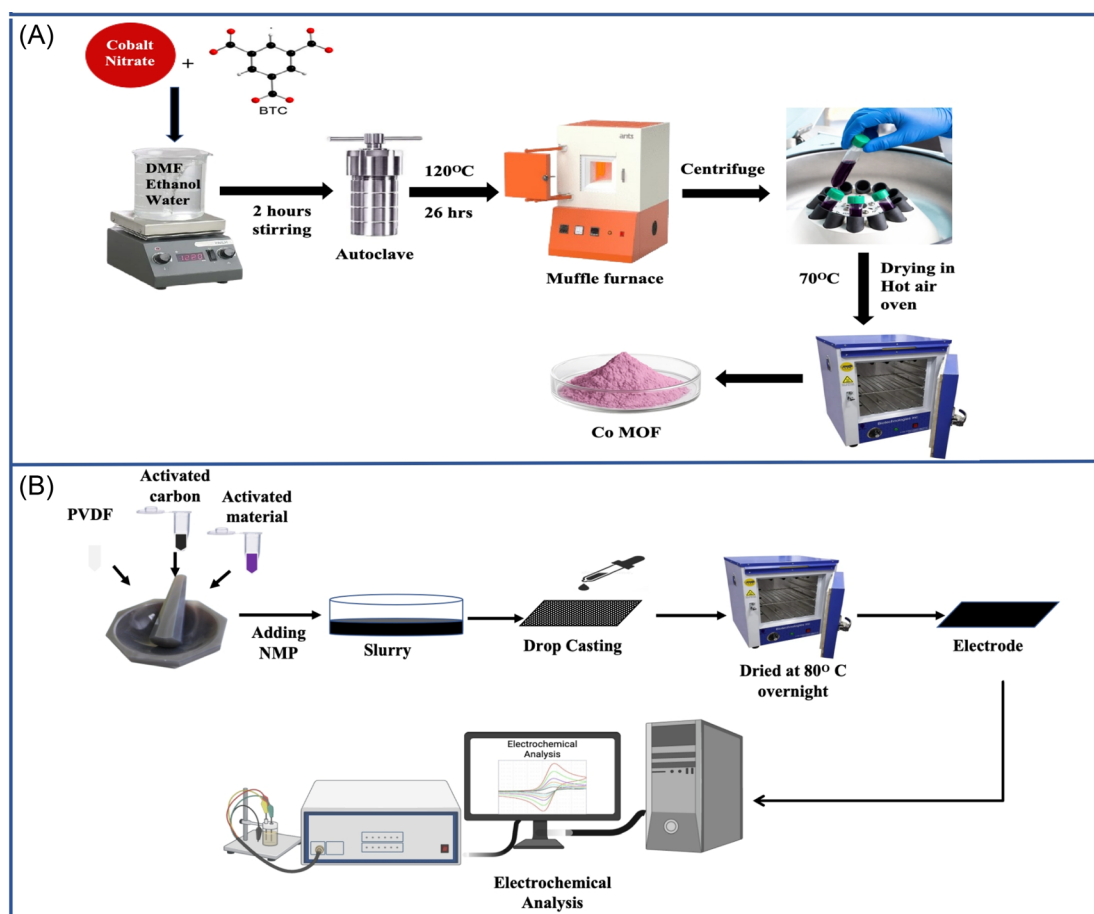 (A)
Cobalt
Nitrate
+
BTC
DMF
Ethanol
Water
2 hours
stirring
Autoclave
120OC
26 hrs
ants
Muffle furnace
Centrifuge
70OC
Drying in
Hot air
oven
Co MOF
(B)
PVDF
Activated
carbon
Activated
material
Adding
NMP
Slurry
Drop Casting
Dried at 80O C
overnight
Electrode
Electrochemical
Analysis
Electrochemical
Analysis